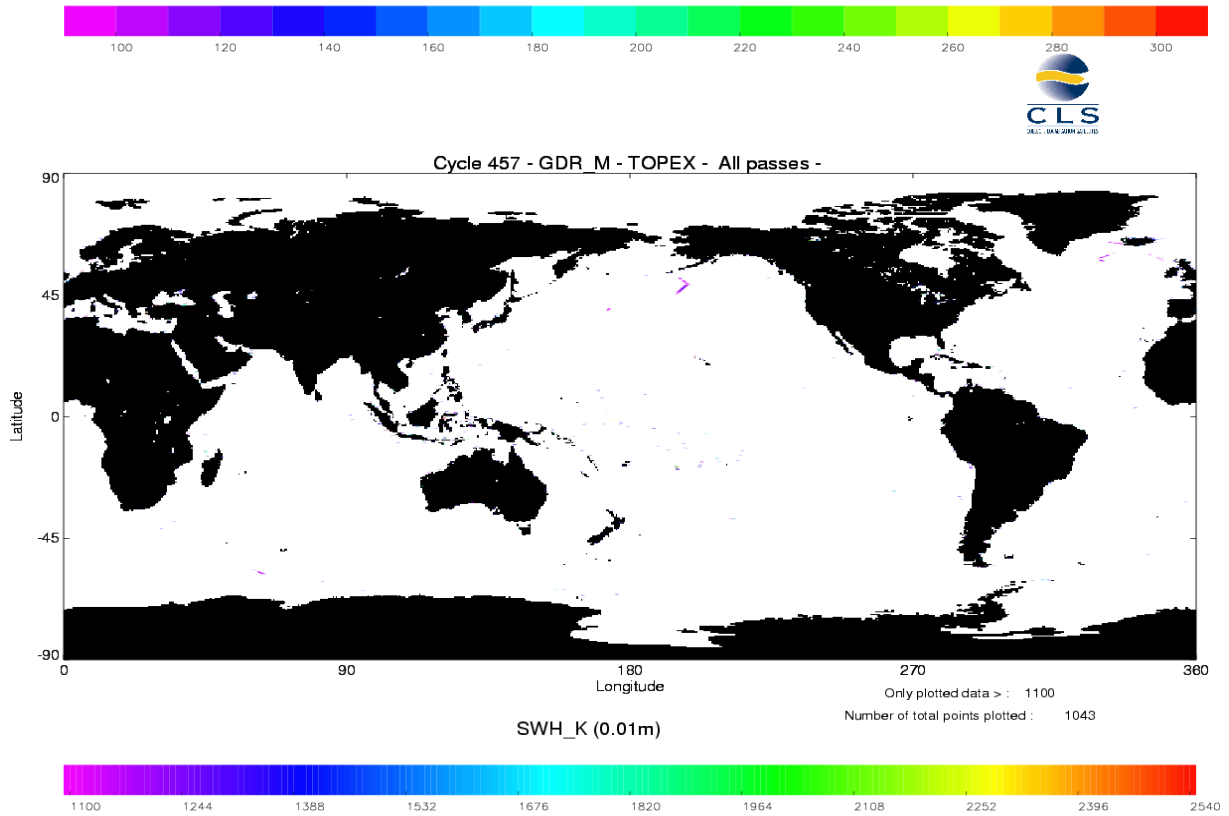 100 120 140 160 180 200 220 240 260 280 300
CLS
Cycle 457 - GDR_M - TOPEX - All passes -
90
45
0
-45
-90
Latitude
0 90 180 270 360
Longitude
Only plotted data > : 1100
Number of total points plotted : 1043
SWH_K (0.01m)
1100 1244 1388 1532 1676 1820 1964 2108 2252 2396 2540